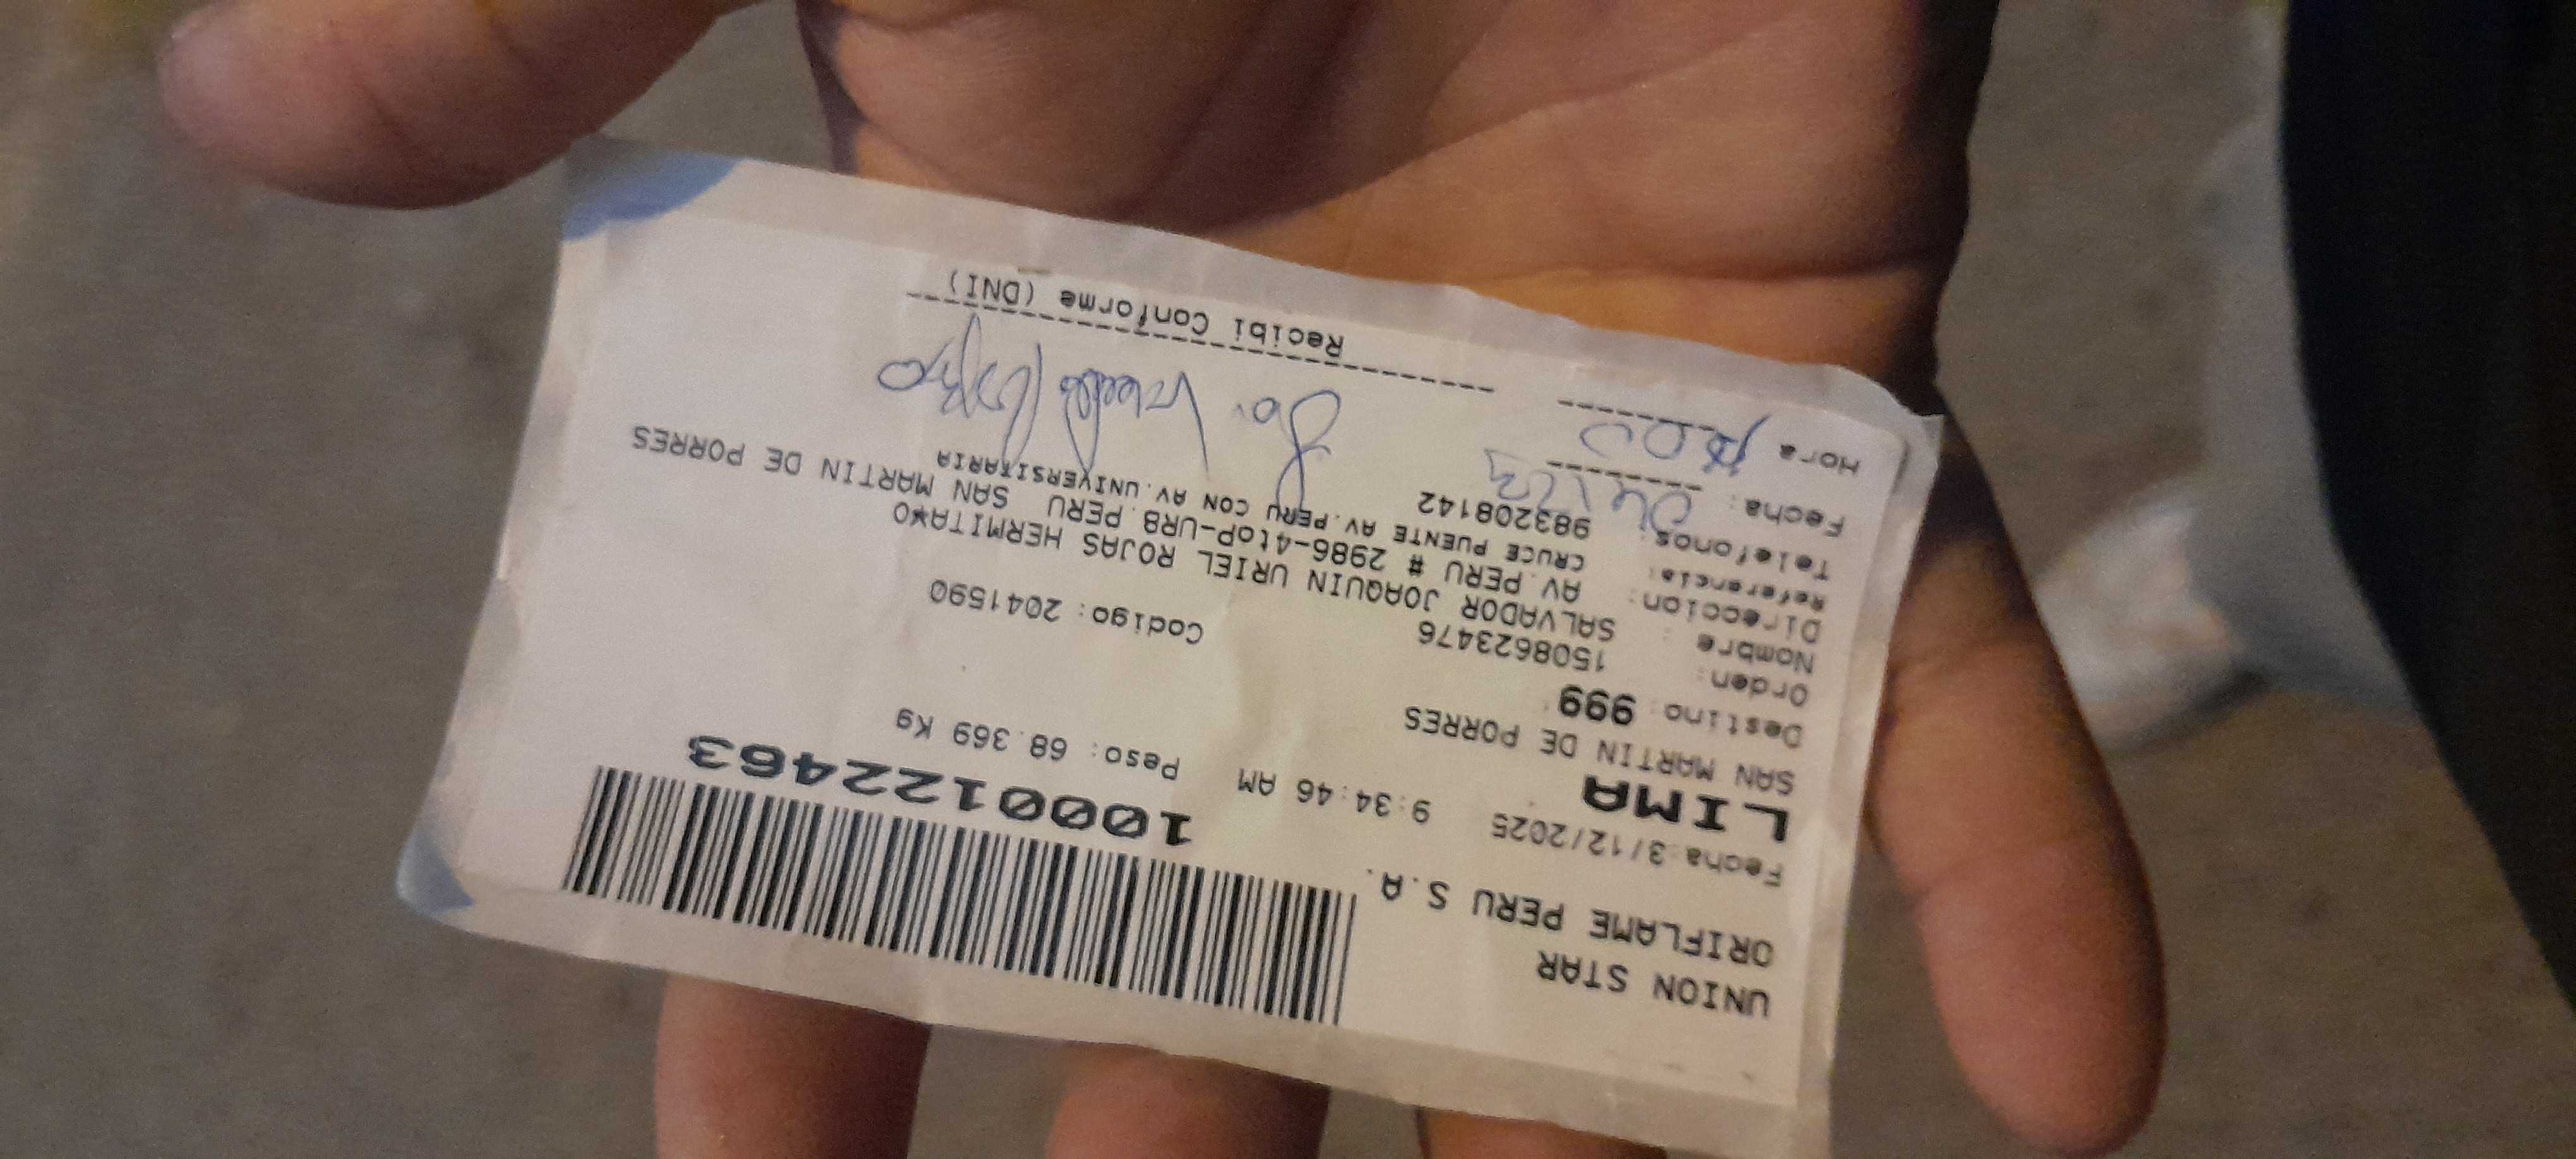 UNION STAR
ORIFLAME PERU S.A.
Fecha:3/12/2025 9:34:46 AM
1000122463
LIMA
Peso: 68.369 Kg
SAN MARTIN DE PORRES
Destino: 999
Orden: 1508623476 Codigo: 2041590
Nombre : SALVADOR JOAQUIN URIEL ROJAS HERMITAÑO
Direccion: AV.PERU # 2986-4toP-URB.PERU SAN MARTIN DE PORRES
Referencia: CRUCE PUENTE AV.PERU CON AV.UNIVERSITARIA
Telefonos: 983208142
Fecha:
Hora
Recibi Conforme (DNI)